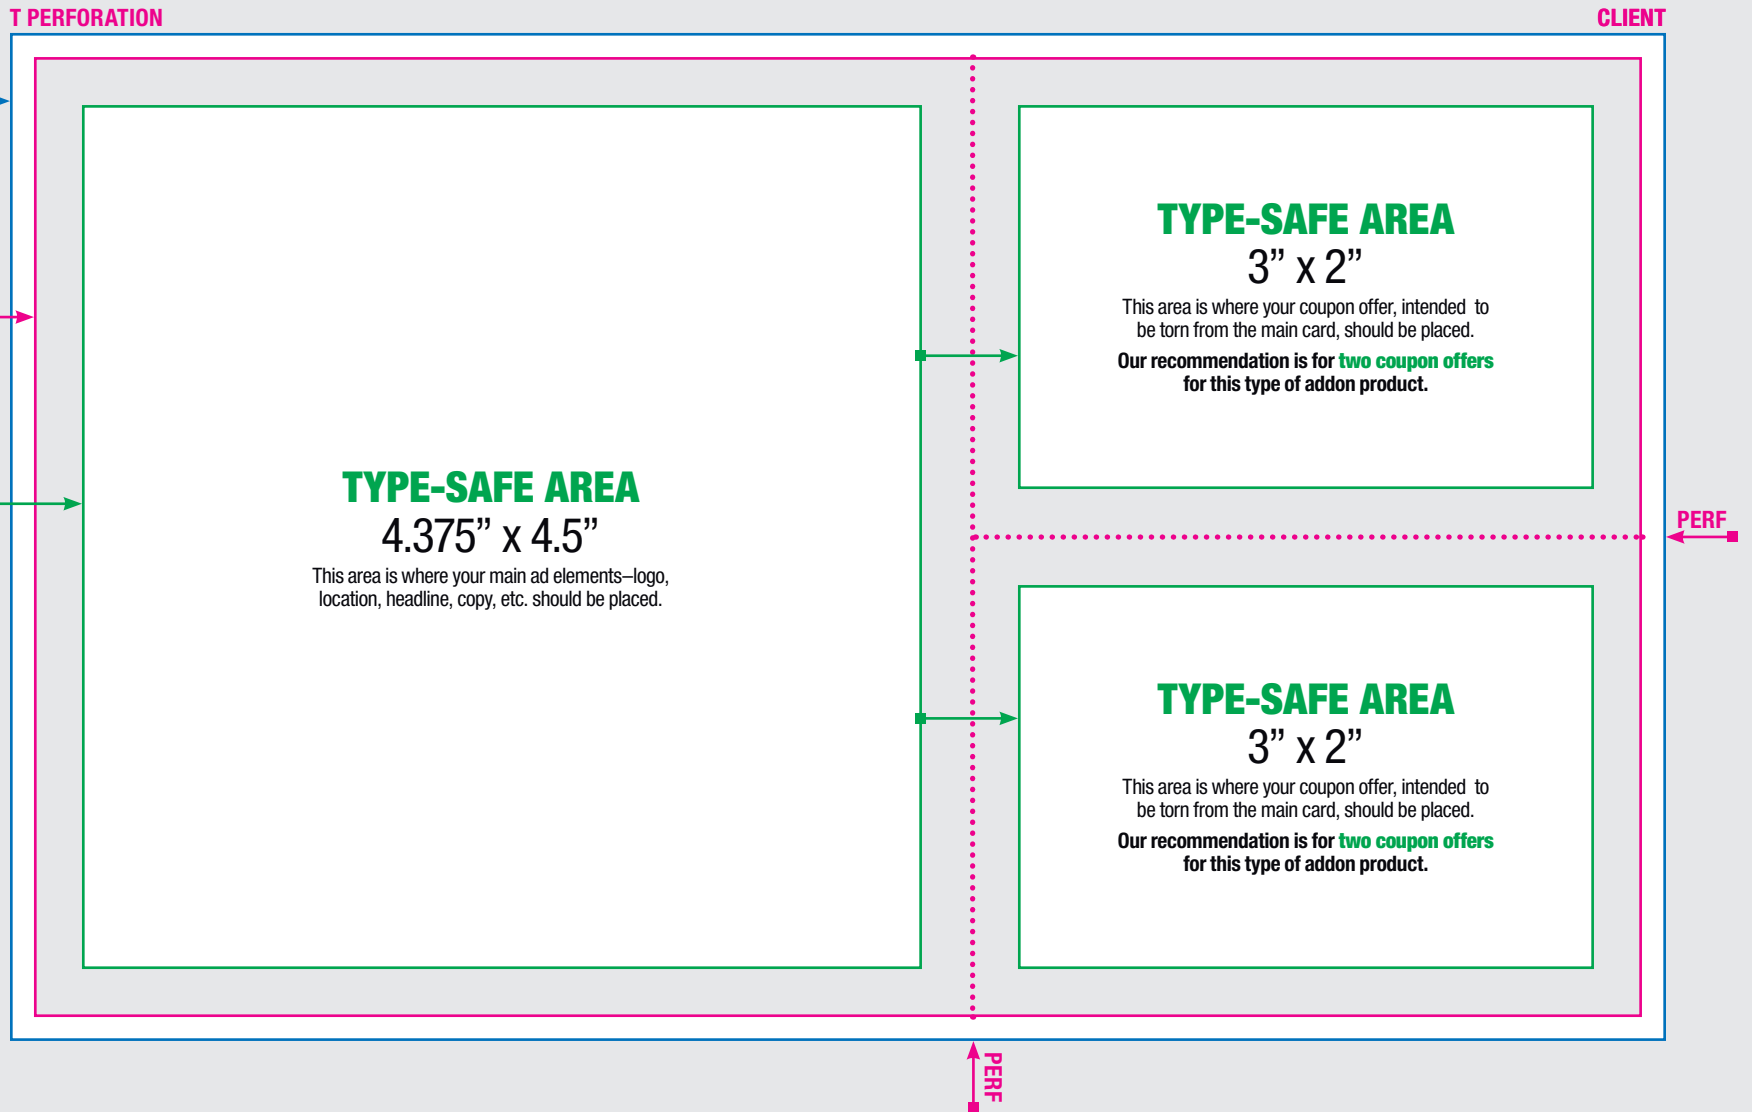 T PERFORATION
CLIENT
TYPE-SAFE AREA
4.375” x 4.5”
This area is where your main ad elements–logo,
location, headline, copy, etc. should be placed.
TYPE-SAFE AREA
3” x 2”
This area is where your coupon offer, intended to
be torn from the main card, should be placed.
Our recommendation is for two coupon offers
for this type of addon product.
PERF
TYPE-SAFE AREA
3” x 2”
This area is where your coupon offer, intended to
be torn from the main card, should be placed.
Our recommendation is for two coupon offers
for this type of addon product.
PERF